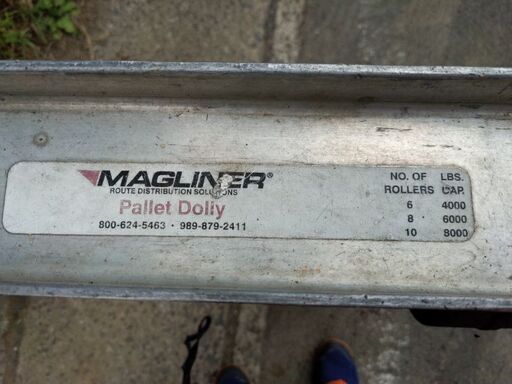 MAGLINER®
ROUTE DISTRIBUTION SOLUTIONS
Pallet Dolly
800-624-5463 · 989-879-2411
NO. OF LBS.
ROLLERS CAP.
6 4000
8 6000
10 8000